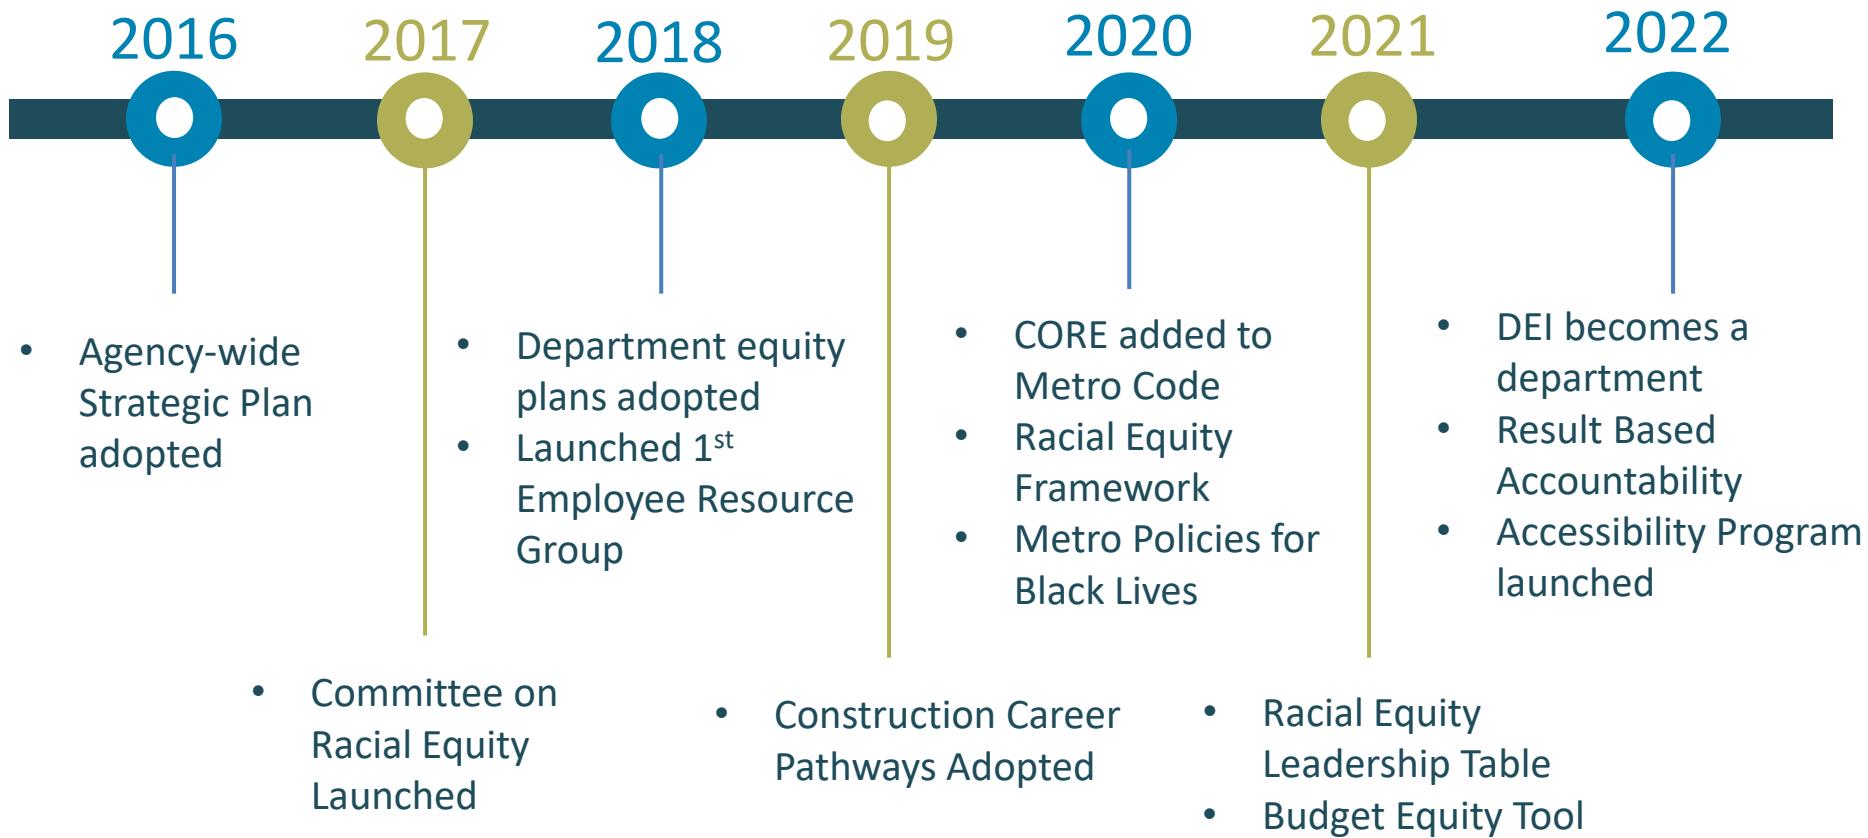 2016
2017
2018
2019
2020
2021
2022
• Agency-wide
Strategic Plan
adopted
• Committee on
Racial Equity
Launched
• Department equity
plans adopted
• Launched 1st
Employee Resource
Group
• Construction Career
Pathways Adopted
• CORE added to
Metro Code
• Racial Equity
Framework
• Metro Policies for
Black Lives
• Racial Equity
Leadership Table
• Budget Equity Tool
• DEI becomes a
department
• Result Based
Accountability
• Accessibility Program
launched